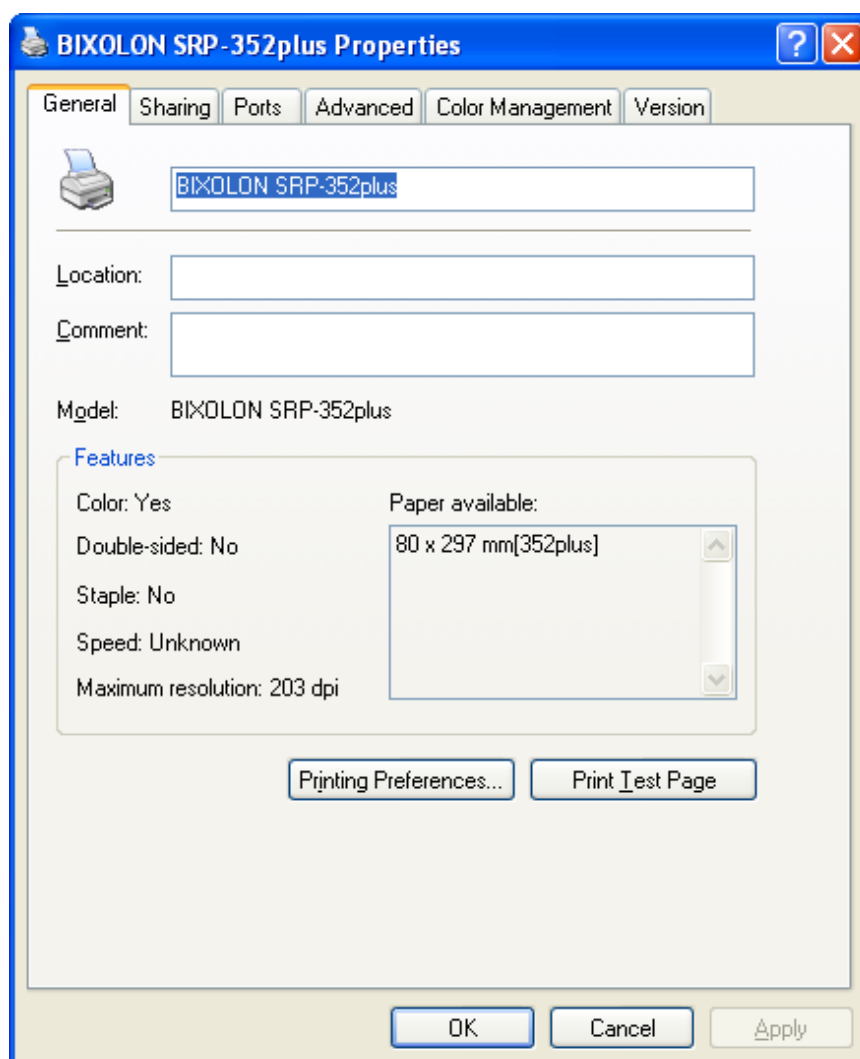 BIXOLON SRP-352plus Properties
General Sharing Ports Advanced Color Management Version
BIXOLON SRP-352plus
Location:
Comment:
Model: BIXOLON SRP-352plus
Features
Color: Yes
Paper available:
Double-sided: No
80 x 297 mm[352plus]
Staple: No
Speed: Unknown
Maximum resolution: 203 dpi
Printing Preferences... Print Test Page
OK Cancel Apply